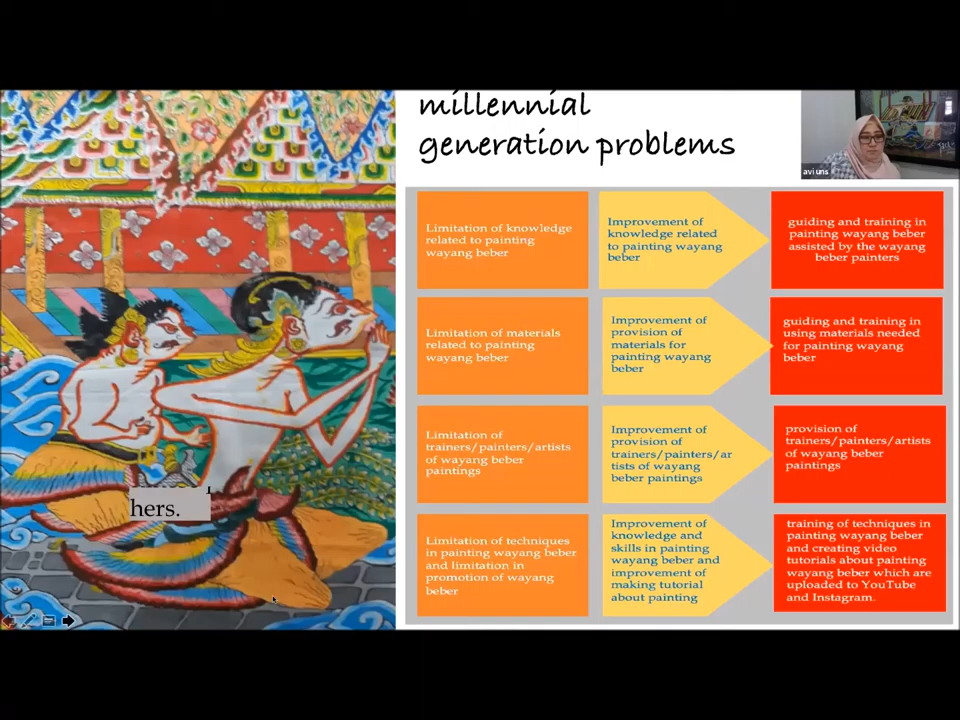 millennial
generation problems
avi uns
Limitation of knowledge
related to painting
wayang beber
Improvement of
knowledge related
to painting wayang
beber
guiding and training in
painting wayang beber
assisted by the wayang
beber painters
Limitation of materials
related to painting
wayang beber
Improvement of
provision of
materials for
painting wayang
beber
guiding and training in
using materials needed
for painting wayang
beber
Limitation of
trainers/painters/artists
of wayang beber
paintings
Improvement of
provision of
trainers/painters/ar
tists of wayang
beber paintings
provision of
trainers/painters/artists
of wayang beber
paintings
Limitation of techniques
in painting wayang beber
and limitation in
promotion of wayang
beber
Improvement of
knowledge and
skills in painting
wayang beber and
improvement of
making tutorial
about painting
training of techniques in
painting wayang beber
and creating video
tutorials about painting
wayang beber which are
uploaded to YouTube
and Instagram.
hers.